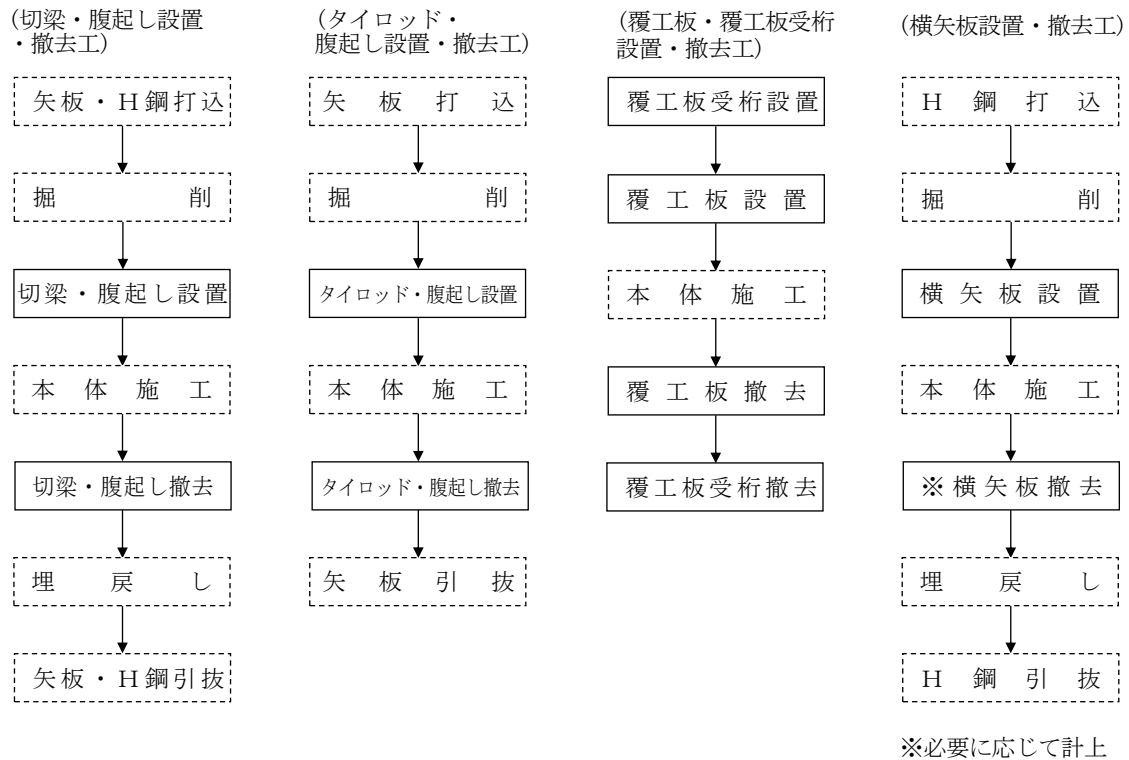 (切梁・腹起し設置
・撤去工)
矢板・Ｈ鋼打込
掘削
切梁・腹起し設置
本体施工
切梁・腹起し撤去
埋戻し
矢板・Ｈ鋼引抜
(タイロッド・
腹起し設置・撤去工)
矢板打込
掘削
タイロッド・腹起し設置
本体施工
タイロッド・腹起し撤去
矢板引抜
(覆工板・覆工板受桁
設置・撤去工)
覆工板受桁設置
覆工板設置
本体施工
覆工板撤去
覆工板受桁撤去
(横矢板設置・撤去工)
Ｈ鋼打込
掘削
横矢板設置
本体施工
※横矢板撤去
埋戻し
Ｈ鋼引抜
※必要に応じて計上